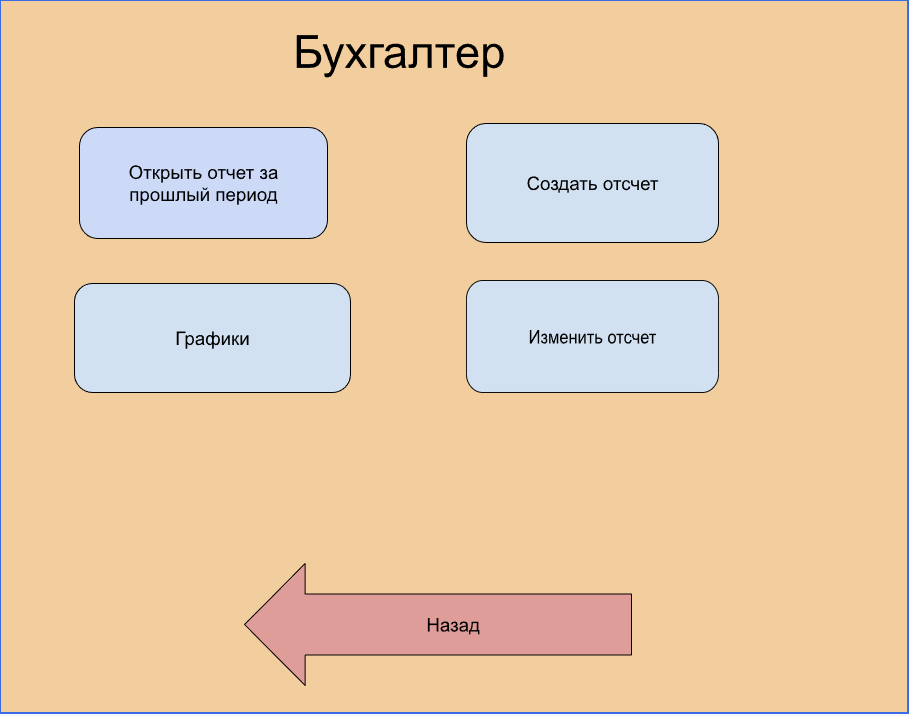 Бухгалтер
Открыть отчет за
прошлый период
Создать отсчет
Графики
Изменить отсчет
Назад